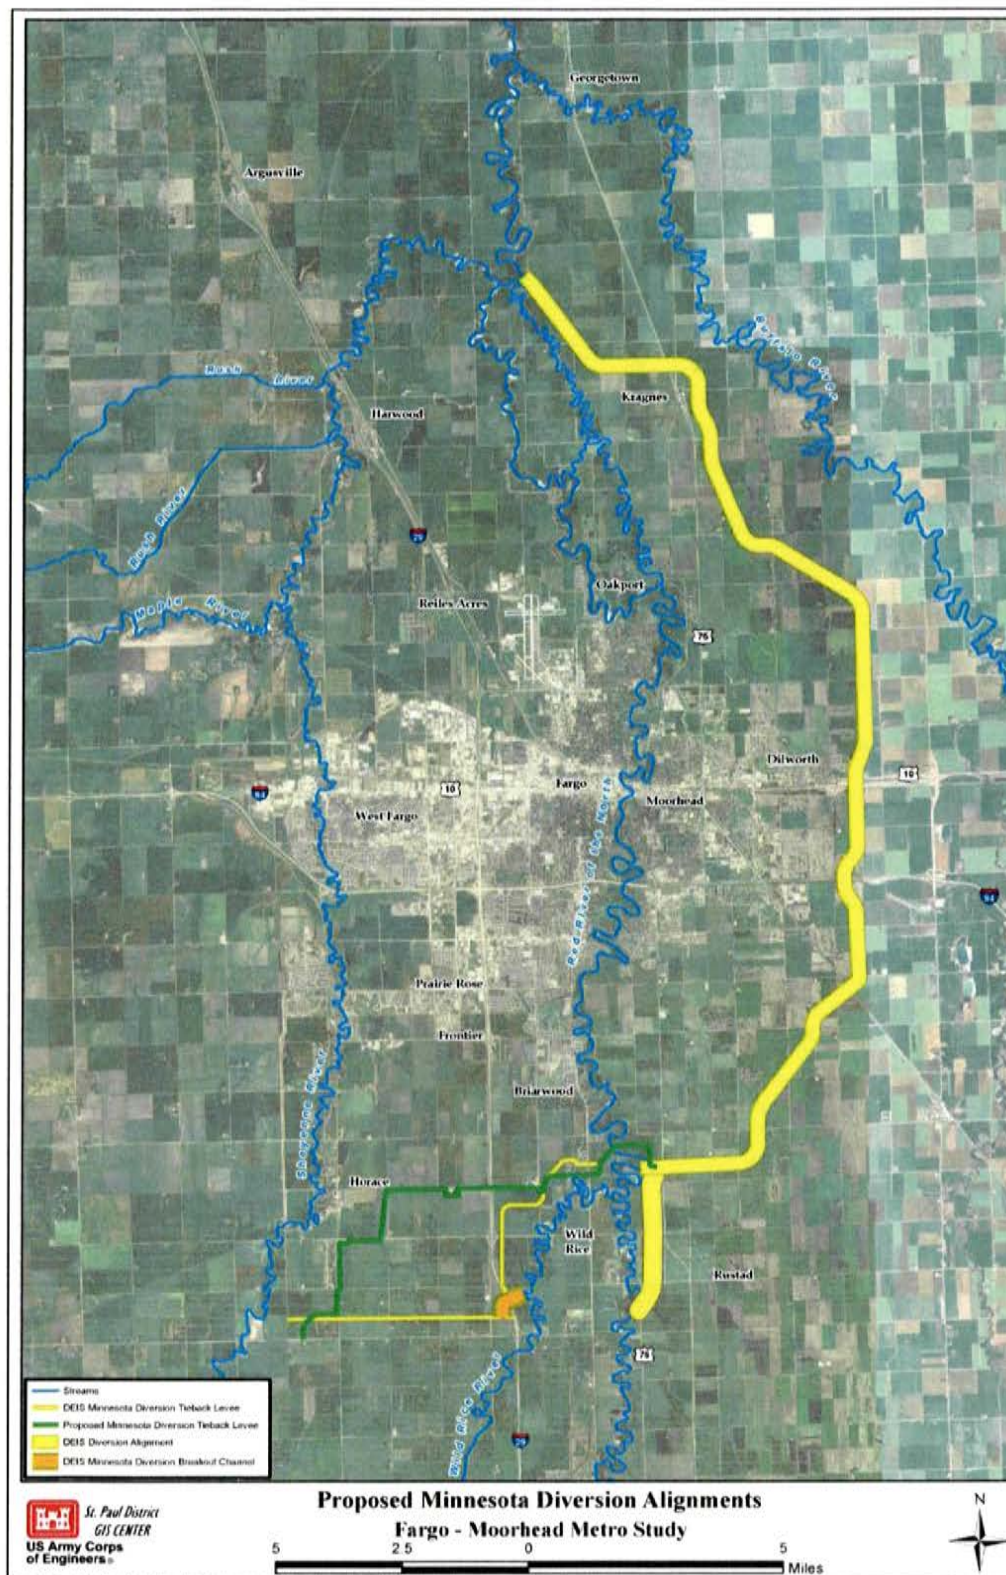 Georgetown
Argusville
Buffalo River
Rush River
Kragnes
Harwood
Rush River
29
Maple River
Oakport
Reiles Acres
75
Dilworth
10
Fargo
94
10
Moorhead
West Fargo
Red River of the North
94
Prairie Rose
Frontier
Briarwood
Sheyenne River
Horace
Wild
Rice
Rustad
Wild Rice River
Streams
DEIS Minnesota Diversion Tieback Levee
Proposed Minnesota Diversion Tieback Levee
DEIS Diversion Alignment
DEIS Minnesota Diversion Breakout Channel
St. Paul District
GIS CENTER
US Army Corps
of Engineers®
Proposed Minnesota Diversion Alignments
Fargo - Moorhead Metro Study
5 2.5 0 5
Miles
N